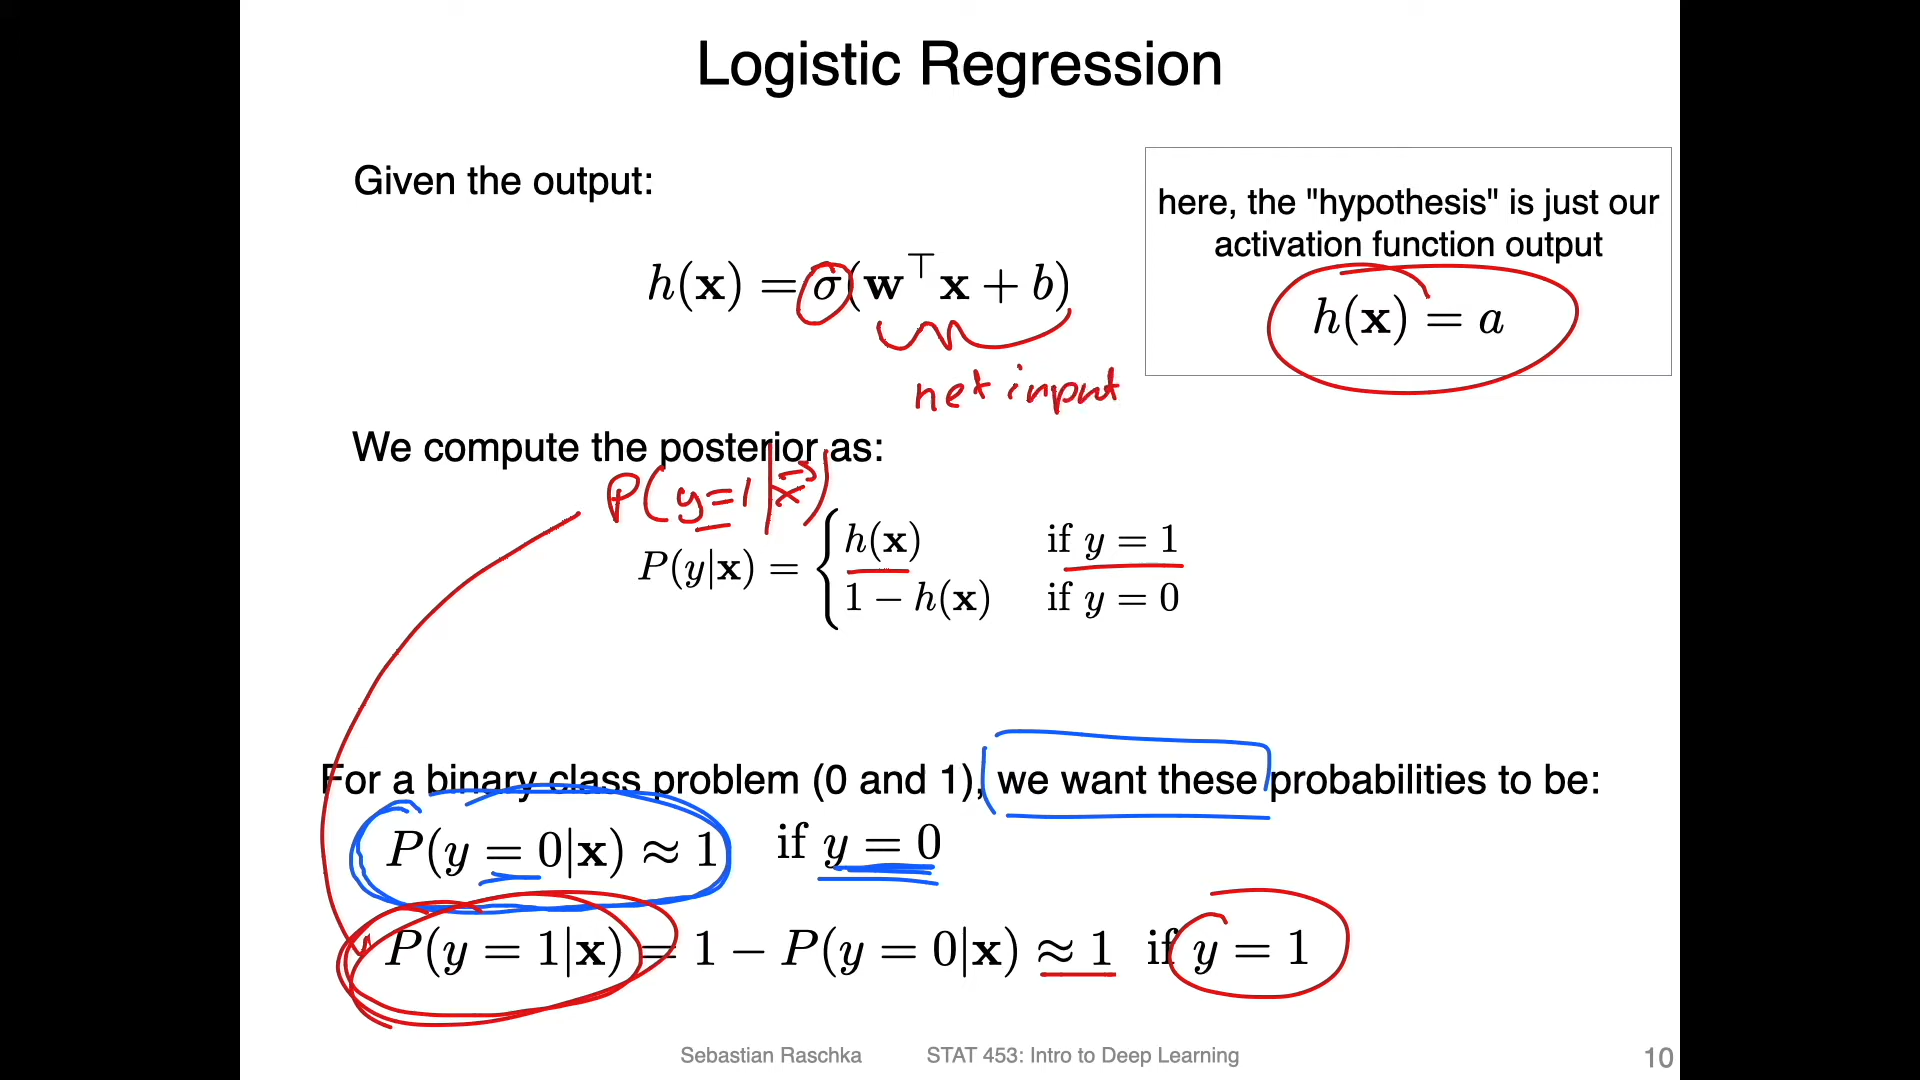 Logistic Regression
Given the output:
here, the "hypothesis" is just our
activation function output
h(x) = σ(w⊤x + b)
h(x) = a
net input
We compute the posterior as:
P(y=1|x⃗)
P(y|x) = { h(x) if y = 1
1 − h(x) if y = 0
For a binary class problem (0 and 1), we want these probabilities to be:
P(y = 0|x) ≈ 1 if y = 0
P(y = 1|x) = 1 − P(y = 0|x) ≈ 1 if y = 1
Sebastian Raschka STAT 453: Intro to Deep Learning 10